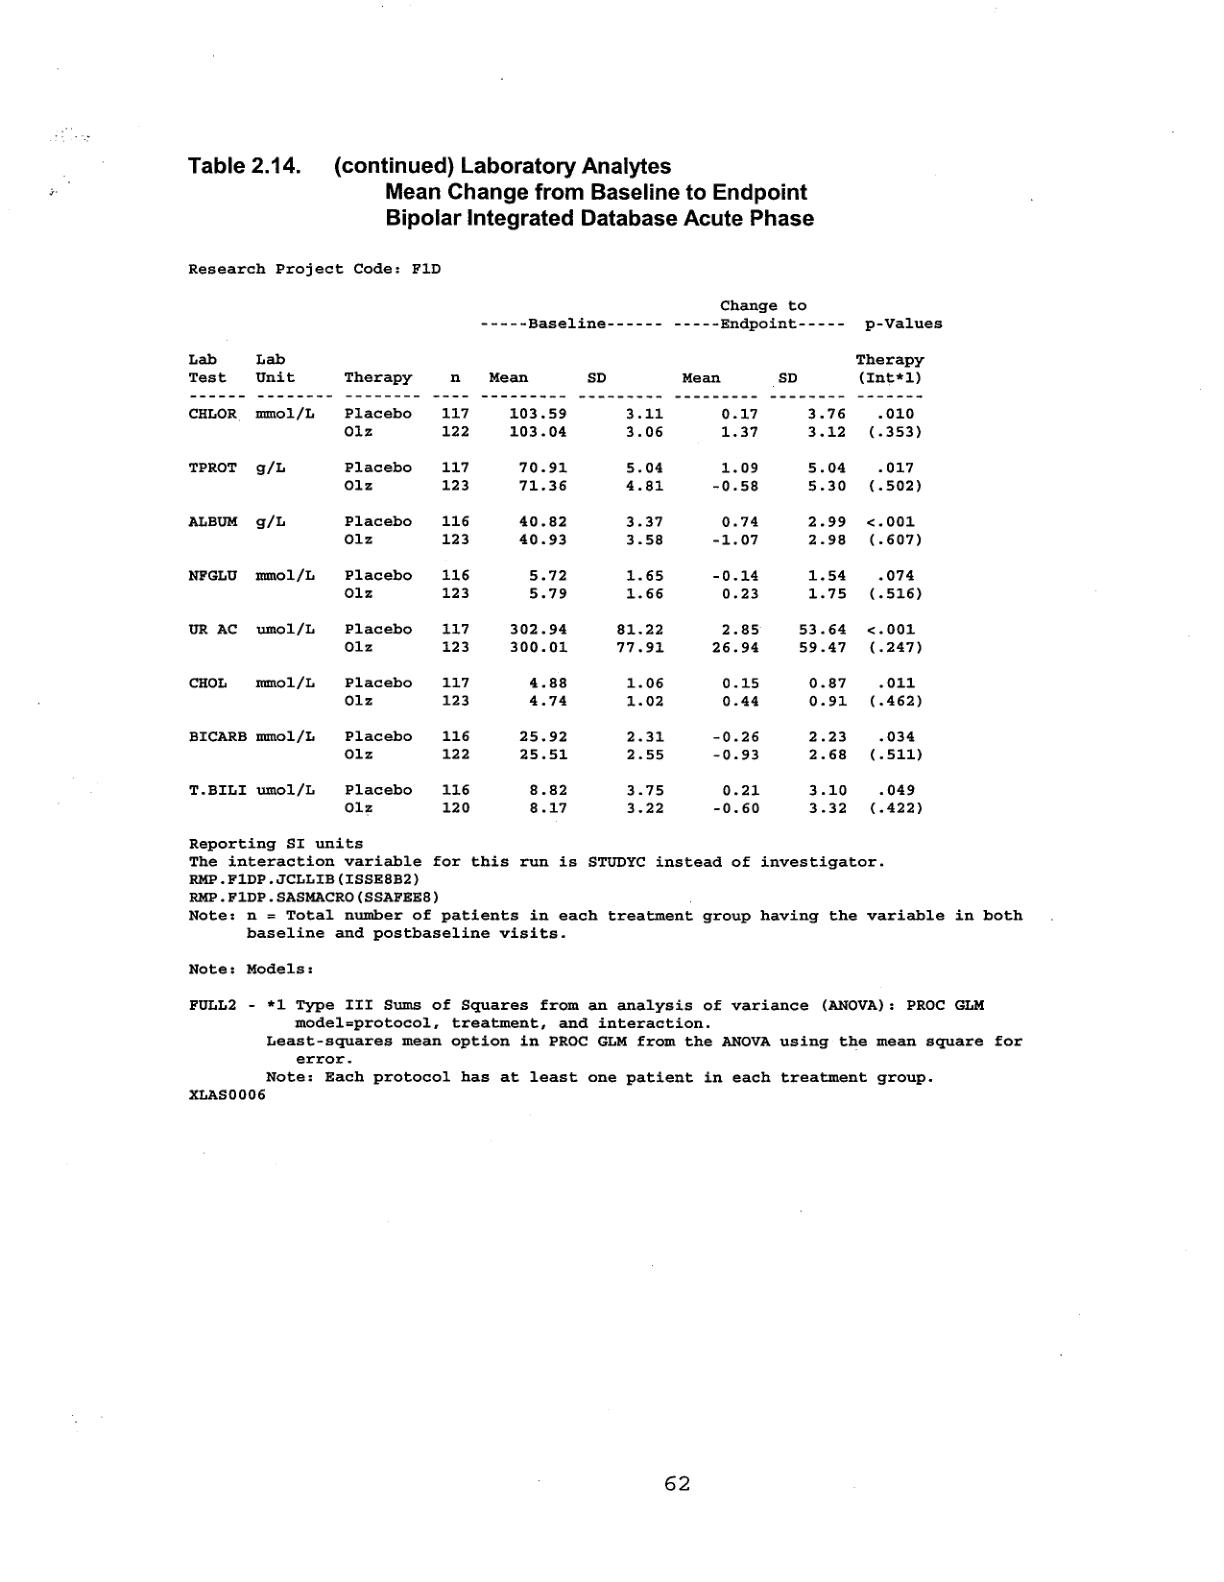 Table 2.14. (continued) Laboratory Analytes
Mean Change from Baseline to Endpoint
Bipolar Integrated Database Acute Phase
Research Project Code: F1D
Change to
-----Baseline------ -----Endpoint----- p-Values
Lab Lab Therapy
Test Unit Therapy n Mean SD Mean SD (Int*1)
------ -------- -------- ---- --------- --------- --------- -------- -------
CHLOR mmol/L Placebo 117 103.59 3.11 0.17 3.76 .010
Olz 122 103.04 3.06 1.37 3.12 (.353)
TPROT g/L Placebo 117 70.91 5.04 1.09 5.04 .017
Olz 123 71.36 4.81 -0.58 5.30 (.502)
ALBUM g/L Placebo 116 40.82 3.37 0.74 2.99 <.001
Olz 123 40.93 3.58 -1.07 2.98 (.607)
NFGLU mmol/L Placebo 116 5.72 1.65 -0.14 1.54 .074
Olz 123 5.79 1.66 0.23 1.75 (.516)
UR AC umol/L Placebo 117 302.94 81.22 2.85 53.64 <.001
Olz 123 300.01 77.91 26.94 59.47 (.247)
CHOL mmol/L Placebo 117 4.88 1.06 0.15 0.87 .011
Olz 123 4.74 1.02 0.44 0.91 (.462)
BICARB mmol/L Placebo 116 25.92 2.31 -0.26 2.23 .034
Olz 122 25.51 2.55 -0.93 2.68 (.511)
T.BILI umol/L Placebo 116 8.82 3.75 0.21 3.10 .049
Olz 120 8.17 3.22 -0.60 3.32 (.422)
Reporting SI units
The interaction variable for this run is STUDYC instead of investigator.
RMP.F1DP.JCLLIB(ISSE8B2)
RMP.F1DP.SASMACRO(SSAFEE8)
Note: n = Total number of patients in each treatment group having the variable in both
baseline and postbaseline visits.
Note: Models:
FULL2 - *1 Type III Sums of Squares from an analysis of variance (ANOVA): PROC GLM
model=protocol, treatment, and interaction.
Least-squares mean option in PROC GLM from the ANOVA using the mean square for
error.
Note: Each protocol has at least one patient in each treatment group.
XLAS0006
62